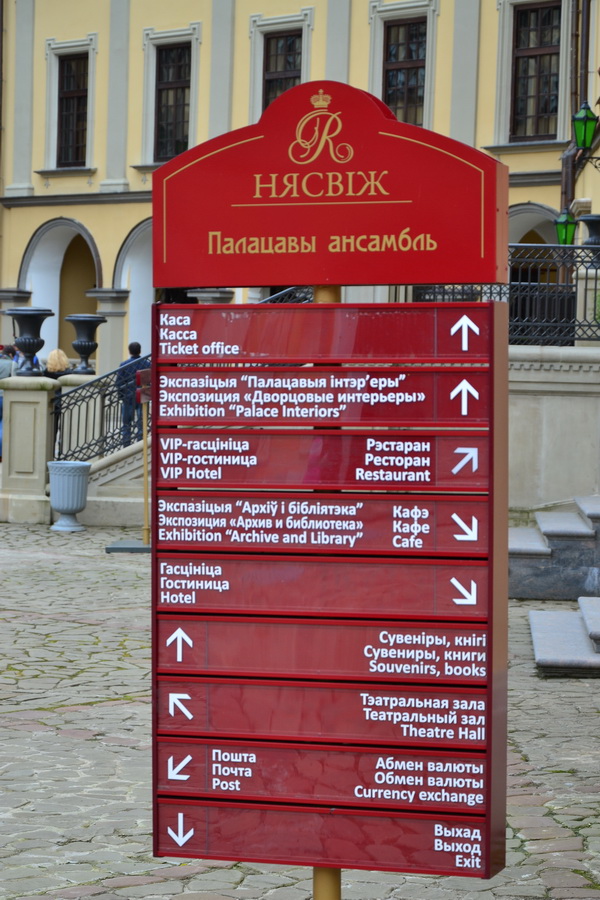 R
НЯСВІЖ
Палацавы ансамбль
Каса
Касса
Ticket office
Экспазіцыя "Палацавыя інтэр'еры"
Экспозиция «Дворцовые интерьеры»
Exhibition "Palace Interiors"
VIP-гасцініца
VIP-гостиница
VIP Hotel
Рэстаран
Ресторан
Restaurant
Экспазіцыя "Архіў і бібліятэка"
Экспозиция «Архив и библиотека»
Exhibition "Archive and Library"
Кафэ
Кафе
Cafe
Гасцініца
Гостиница
Hotel
Сувеніры, кнігі
Сувениры, книги
Souvenirs, books
Тэатральная зала
Театральный зал
Theatre Hall
Пошта
Почта
Post
Абмен валюты
Обмен валюты
Currency exchange
Выхад
Выход
Exit